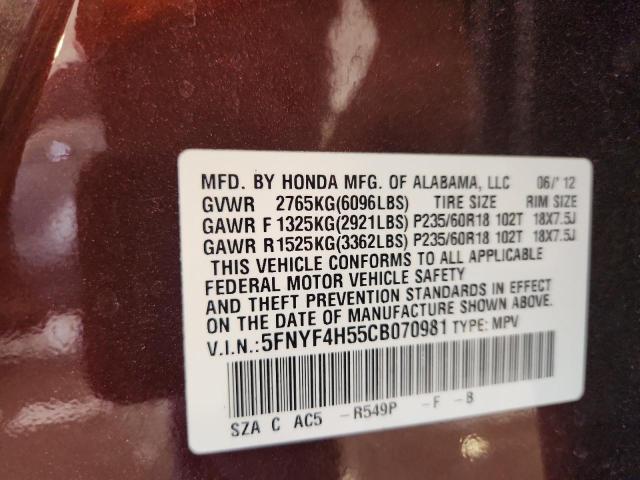 MFD. BY HONDA MFG. OF ALABAMA, LLC 06/'12
GVWR 2765KG(6096LBS) TIRE SIZE RIM SIZE
GAWR F 1325KG(2921LBS) P235/60R18 102T 18X7.5J
GAWR R 1525KG(3362LBS) P235/60R18 102T 18X7.5J
THIS VEHICLE CONFORMS TO ALL APPLICABLE
FEDERAL MOTOR VEHICLE SAFETY
AND THEFT PREVENTION STANDARDS IN EFFECT
ON THE DATE OF MANUFACTURE SHOWN ABOVE.
V.I.N.:5FNYF4H55CB070981 TYPE: MPV
SZA C AC5 -R549P -F -B